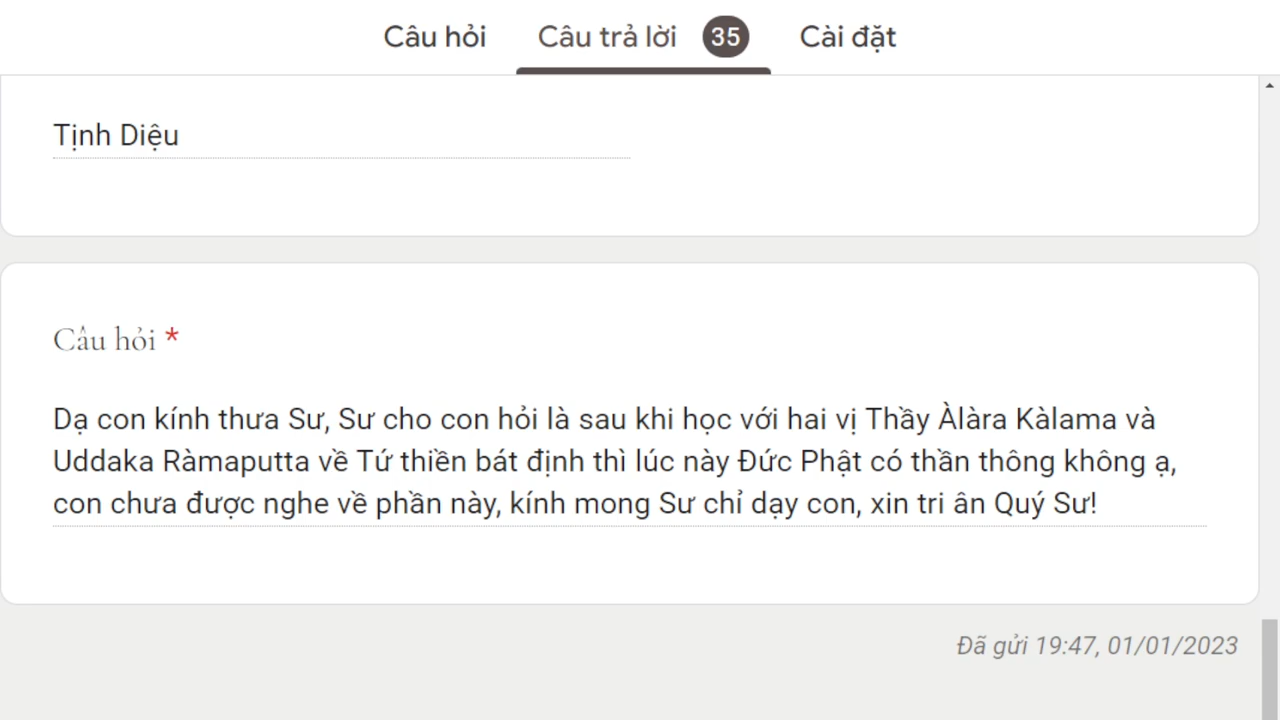 Câu hỏi Câu trả lời 35 Cài đặt
Tịnh Diệu
Câu hỏi *
Dạ con kính thưa Sư, Sư cho con hỏi là sau khi học với hai vị Thầy Àlàra Kàlama và
Uddaka Ràmaputta về Tứ thiền bát định thì lúc này Đức Phật có thần thông không ạ,
con chưa được nghe về phần này, kính mong Sư chỉ dạy con, xin tri ân Quý Sư!
Đã gửi 19:47, 01/01/2023